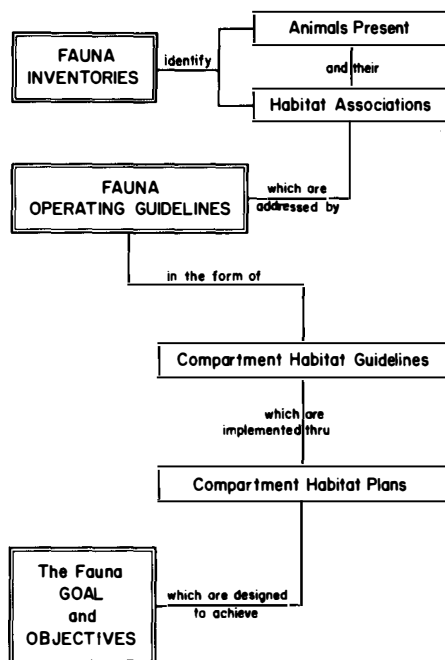 FAUNA
INVENTORIES
identify
Animals Present
and their
Habitat Associations
which are
addressed by
FAUNA
OPERATING GUIDELINES
in the form of
Compartment Habitat Guidelines
which are
implemented thru
Compartment Habitat Plans
which are designed
to achieve
The Fauna
GOAL
and
OBJECTIVES